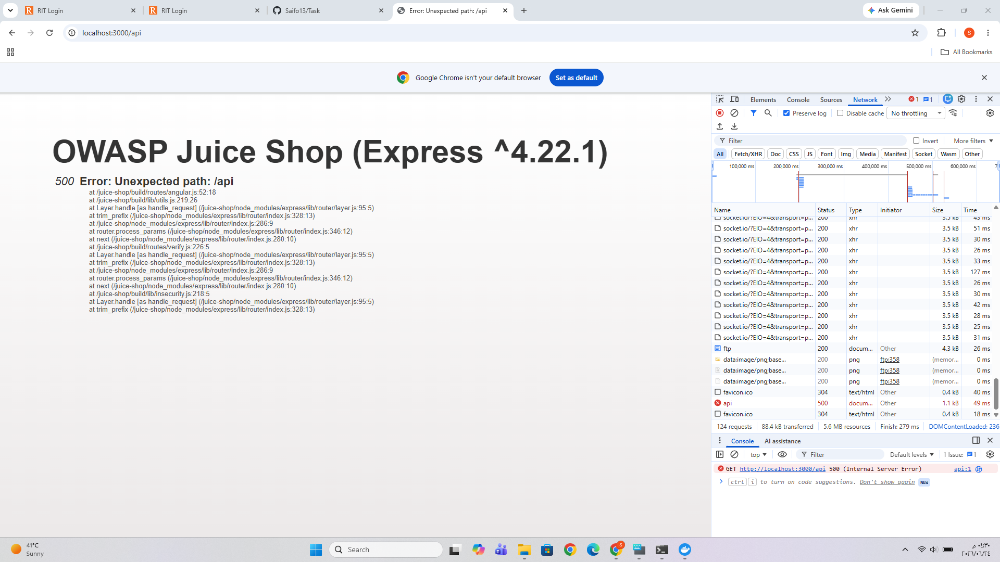 RIT Login
RIT Login
Saifo13/Task
Error: Unexpected path: /api
Ask Gemini
localhost:3000/api
S
All Bookmarks
Google Chrome isn't your default browser
Set as default
OWASP Juice Shop (Express ^4.22.1)
500 Error: Unexpected path: /api
at /juice-shop/build/routes/angular.js:52:18
at /juice-shop/build/lib/utils.js:219:26
at Layer.handle [as handle_request] (/juice-shop/node_modules/express/lib/router/layer.js:95:5)
at trim_prefix (/juice-shop/node_modules/express/lib/router/index.js:328:13)
at /juice-shop/node_modules/express/lib/router/index.js:286:9
at router.process_params (/juice-shop/node_modules/express/lib/router/index.js:346:12)
at next (/juice-shop/node_modules/express/lib/router/index.js:280:10)
at /juice-shop/build/routes/verify.js:226:5
at Layer.handle [as handle_request] (/juice-shop/node_modules/express/lib/router/layer.js:95:5)
at trim_prefix (/juice-shop/node_modules/express/lib/router/index.js:328:13)
at /juice-shop/node_modules/express/lib/router/index.js:286:9
at router.process_params (/juice-shop/node_modules/express/lib/router/index.js:346:12)
at next (/juice-shop/node_modules/express/lib/router/index.js:280:10)
at /juice-shop/build/lib/insecurity.js:218:5
at Layer.handle [as handle_request] (/juice-shop/node_modules/express/lib/router/layer.js:95:5)
at trim_prefix (/juice-shop/node_modules/express/lib/router/index.js:328:13)
Elements Console Sources Network 1 1
Preserve log Disable cache No throttling
Filter Invert More filters
All Fetch/XHR Doc CSS JS Font Img Media Manifest Socket Wasm Other
100,000 ms 200,000 ms 300,000 ms 400,000 ms 500,000 ms 600,000 ms 7
Name Status Type Initiator Size Time
socket.io/?EIO=4&transport=p... 200 xhr 3.5 kB 43 ms
socket.io/?EIO=4&transport=p... 200 xhr 3.5 kB 51 ms
socket.io/?EIO=4&transport=p... 200 xhr 3.5 kB 30 ms
socket.io/?EIO=4&transport=p... 200 xhr 3.5 kB 26 ms
socket.io/?EIO=4&transport=p... 200 xhr 3.5 kB 33 ms
socket.io/?EIO=4&transport=p... 200 xhr 3.5 kB 127 ms
socket.io/?EIO=4&transport=p... 200 xhr 3.5 kB 26 ms
socket.io/?EIO=4&transport=p... 200 xhr 3.5 kB 30 ms
socket.io/?EIO=4&transport=p... 200 xhr 3.5 kB 42 ms
socket.io/?EIO=4&transport=p... 200 xhr 3.5 kB 28 ms
socket.io/?EIO=4&transport=p... 200 xhr 3.5 kB 25 ms
socket.io/?EIO=4&transport=p... 200 xhr 3.5 kB 31 ms
ftp 200 docum... Other 4.3 kB 26 ms
data:image/png;base... 200 png ftp:358 (memor... 0 ms
data:image/png;base... 200 png ftp:358 (memor... 0 ms
data:image/png;base... 200 png ftp:358 (memor... 0 ms
favicon.ico 304 text/html Other 0.4 kB 40 ms
api 500 docum... Other 1.1 kB 49 ms
favicon.ico 304 text/html Other 0.4 kB 18 ms
124 requests 88.4 kB transferred 5.6 MB resources Finish: 279 ms DOMContentLoaded: 236
Console AI assistance
top Filter Default levels 1 Issue: 1
GET http://localhost:3000/api 500 (Internal Server Error) api:1
ctrl i to turn on code suggestions. Don't show again NEW
41°C
Sunny
Search
S
٠٤:٣٠ م
٢٠٢٦/٠٦/٢٤